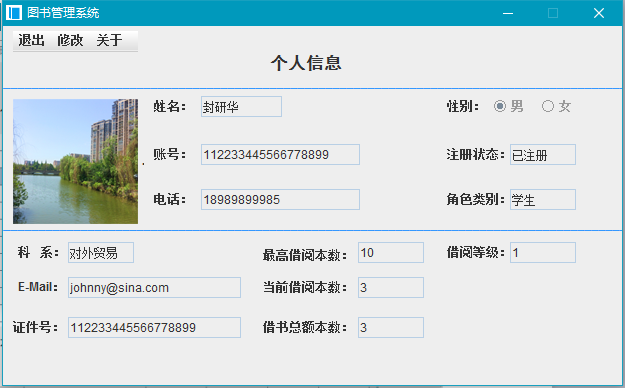 图书管理系统
退出 修改 关于
个人信息
姓名： 封研华 性别： 男 女
账号： 112233445566778899 注册状态： 已注册
电话： 18989899985 角色类别： 学生
科 系： 对外贸易 最高借阅本数： 10 借阅等级： 1
E-Mail： johnny@sina.com 当前借阅本数： 3
证件号： 112233445566778899 借书总额本数： 3